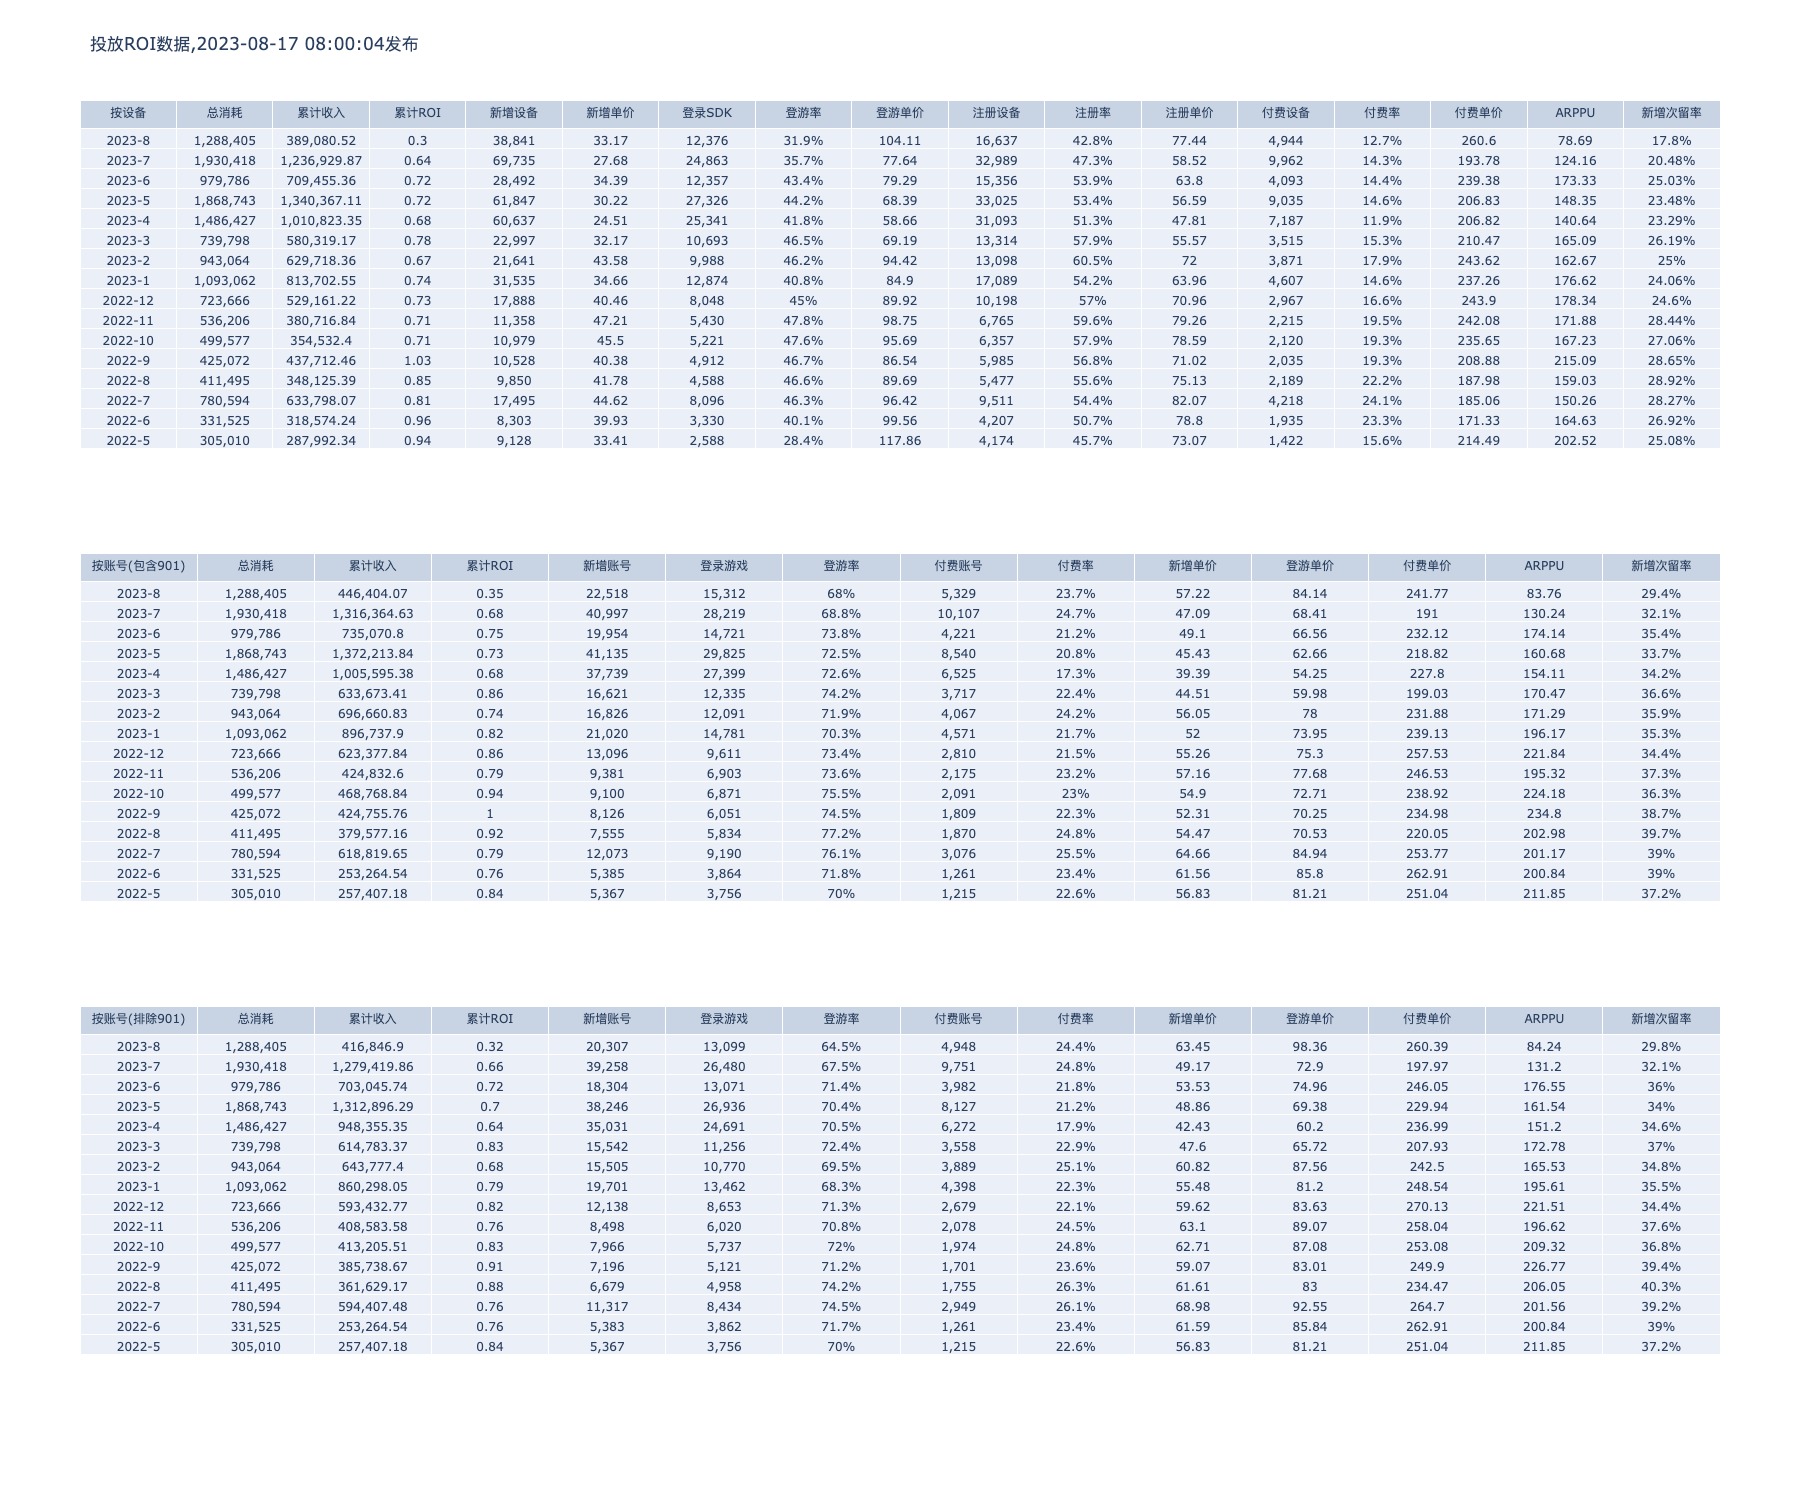 投放ROI数据,2023-08-17 08:00:04发布
按设备 总消耗 累计收入 累计ROI 新增设备 新增单价 登录SDK 登游率 登游单价 注册设备 注册率 注册单价 付费设备 付费率 付费单价 ARPPU 新增次留率
2023-8 1,288,405 389,080.52 0.3 38,841 33.17 12,376 31.9% 104.11 16,637 42.8% 77.44 4,944 12.7% 260.6 78.69 17.8%
2023-7 1,930,418 1,236,929.87 0.64 69,735 27.68 24,863 35.7% 77.64 32,989 47.3% 58.52 9,962 14.3% 193.78 124.16 20.48%
2023-6 979,786 709,455.36 0.72 28,492 34.39 12,357 43.4% 79.29 15,356 53.9% 63.8 4,093 14.4% 239.38 173.33 25.03%
2023-5 1,868,743 1,340,367.11 0.72 61,847 30.22 27,326 44.2% 68.39 33,025 53.4% 56.59 9,035 14.6% 206.83 148.35 23.48%
2023-4 1,486,427 1,010,823.35 0.68 60,637 24.51 25,341 41.8% 58.66 31,093 51.3% 47.81 7,187 11.9% 206.82 140.64 23.29%
2023-3 739,798 580,319.17 0.78 22,997 32.17 10,693 46.5% 69.19 13,314 57.9% 55.57 3,515 15.3% 210.47 165.09 26.19%
2023-2 943,064 629,718.36 0.67 21,641 43.58 9,988 46.2% 94.42 13,098 60.5% 72 3,871 17.9% 243.62 162.67 25%
2023-1 1,093,062 813,702.55 0.74 31,535 34.66 12,874 40.8% 84.9 17,089 54.2% 63.96 4,607 14.6% 237.26 176.62 24.06%
2022-12 723,666 529,161.22 0.73 17,888 40.46 8,048 45% 89.92 10,198 57% 70.96 2,967 16.6% 243.9 178.34 24.6%
2022-11 536,206 380,716.84 0.71 11,358 47.21 5,430 47.8% 98.75 6,765 59.6% 79.26 2,215 19.5% 242.08 171.88 28.44%
2022-10 499,577 354,532.4 0.71 10,979 45.5 5,221 47.6% 95.69 6,357 57.9% 78.59 2,120 19.3% 235.65 167.23 27.06%
2022-9 425,072 437,712.46 1.03 10,528 40.38 4,912 46.7% 86.54 5,985 56.8% 71.02 2,035 19.3% 208.88 215.09 28.65%
2022-8 411,495 348,125.39 0.85 9,850 41.78 4,588 46.6% 89.69 5,477 55.6% 75.13 2,189 22.2% 187.98 159.03 28.92%
2022-7 780,594 633,798.07 0.81 17,495 44.62 8,096 46.3% 96.42 9,511 54.4% 82.07 4,218 24.1% 185.06 150.26 28.27%
2022-6 331,525 318,574.24 0.96 8,303 39.93 3,330 40.1% 99.56 4,207 50.7% 78.8 1,935 23.3% 171.33 164.63 26.92%
2022-5 305,010 287,992.34 0.94 9,128 33.41 2,588 28.4% 117.86 4,174 45.7% 73.07 1,422 15.6% 214.49 202.52 25.08%
按账号(包含901) 总消耗 累计收入 累计ROI 新增账号 登录游戏 登游率 付费账号 付费率 新增单价 登游单价 付费单价 ARPPU 新增次留率
2023-8 1,288,405 446,404.07 0.35 22,518 15,312 68% 5,329 23.7% 57.22 84.14 241.77 83.76 29.4%
2023-7 1,930,418 1,316,364.63 0.68 40,997 28,219 68.8% 10,107 24.7% 47.09 68.41 191 130.24 32.1%
2023-6 979,786 735,070.8 0.75 19,954 14,721 73.8% 4,221 21.2% 49.1 66.56 232.12 174.14 35.4%
2023-5 1,868,743 1,372,213.84 0.73 41,135 29,825 72.5% 8,540 20.8% 45.43 62.66 218.82 160.68 33.7%
2023-4 1,486,427 1,005,595.38 0.68 37,739 27,399 72.6% 6,525 17.3% 39.39 54.25 227.8 154.11 34.2%
2023-3 739,798 633,673.41 0.86 16,621 12,335 74.2% 3,717 22.4% 44.51 59.98 199.03 170.47 36.6%
2023-2 943,064 696,660.83 0.74 16,826 12,091 71.9% 4,067 24.2% 56.05 78 231.88 171.29 35.9%
2023-1 1,093,062 896,737.9 0.82 21,020 14,781 70.3% 4,571 21.7% 52 73.95 239.13 196.17 35.3%
2022-12 723,666 623,377.84 0.86 13,096 9,611 73.4% 2,810 21.5% 55.26 75.3 257.53 221.84 34.4%
2022-11 536,206 424,832.6 0.79 9,381 6,903 73.6% 2,175 23.2% 57.16 77.68 246.53 195.32 37.3%
2022-10 499,577 468,768.84 0.94 9,100 6,871 75.5% 2,091 23% 54.9 72.71 238.92 224.18 36.3%
2022-9 425,072 424,755.76 1 8,126 6,051 74.5% 1,809 22.3% 52.31 70.25 234.98 234.8 38.7%
2022-8 411,495 379,577.16 0.92 7,555 5,834 77.2% 1,870 24.8% 54.47 70.53 220.05 202.98 39.7%
2022-7 780,594 618,819.65 0.79 12,073 9,190 76.1% 3,076 25.5% 64.66 84.94 253.77 201.17 39%
2022-6 331,525 253,264.54 0.76 5,385 3,864 71.8% 1,261 23.4% 61.56 85.8 262.91 200.84 39%
2022-5 305,010 257,407.18 0.84 5,367 3,756 70% 1,215 22.6% 56.83 81.21 251.04 211.85 37.2%
按账号(排除901) 总消耗 累计收入 累计ROI 新增账号 登录游戏 登游率 付费账号 付费率 新增单价 登游单价 付费单价 ARPPU 新增次留率
2023-8 1,288,405 416,846.9 0.32 20,307 13,099 64.5% 4,948 24.4% 63.45 98.36 260.39 84.24 29.8%
2023-7 1,930,418 1,279,419.86 0.66 39,258 26,480 67.5% 9,751 24.8% 49.17 72.9 197.97 131.2 32.1%
2023-6 979,786 703,045.74 0.72 18,304 13,071 71.4% 3,982 21.8% 53.53 74.96 246.05 176.55 36%
2023-5 1,868,743 1,312,896.29 0.7 38,246 26,936 70.4% 8,127 21.2% 48.86 69.38 229.94 161.54 34%
2023-4 1,486,427 948,355.35 0.64 35,031 24,691 70.5% 6,272 17.9% 42.43 60.2 236.99 151.2 34.6%
2023-3 739,798 614,783.37 0.83 15,542 11,256 72.4% 3,558 22.9% 47.6 65.72 207.93 172.78 37%
2023-2 943,064 643,777.4 0.68 15,505 10,770 69.5% 3,889 25.1% 60.82 87.56 242.5 165.53 34.8%
2023-1 1,093,062 860,298.05 0.79 19,701 13,462 68.3% 4,398 22.3% 55.48 81.2 248.54 195.61 35.5%
2022-12 723,666 593,432.77 0.82 12,138 8,653 71.3% 2,679 22.1% 59.62 83.63 270.13 221.51 34.4%
2022-11 536,206 408,583.58 0.76 8,498 6,020 70.8% 2,078 24.5% 63.1 89.07 258.04 196.62 37.6%
2022-10 499,577 413,205.51 0.83 7,966 5,737 72% 1,974 24.8% 62.71 87.08 253.08 209.32 36.8%
2022-9 425,072 385,738.67 0.91 7,196 5,121 71.2% 1,701 23.6% 59.07 83.01 249.9 226.77 39.4%
2022-8 411,495 361,629.17 0.88 6,679 4,958 74.2% 1,755 26.3% 61.61 83 234.47 206.05 40.3%
2022-7 780,594 594,407.48 0.76 11,317 8,434 74.5% 2,949 26.1% 68.98 92.55 264.7 201.56 39.2%
2022-6 331,525 253,264.54 0.76 5,383 3,862 71.7% 1,261 23.4% 61.59 85.84 262.91 200.84 39%
2022-5 305,010 257,407.18 0.84 5,367 3,756 70% 1,215 22.6% 56.83 81.21 251.04 211.85 37.2%